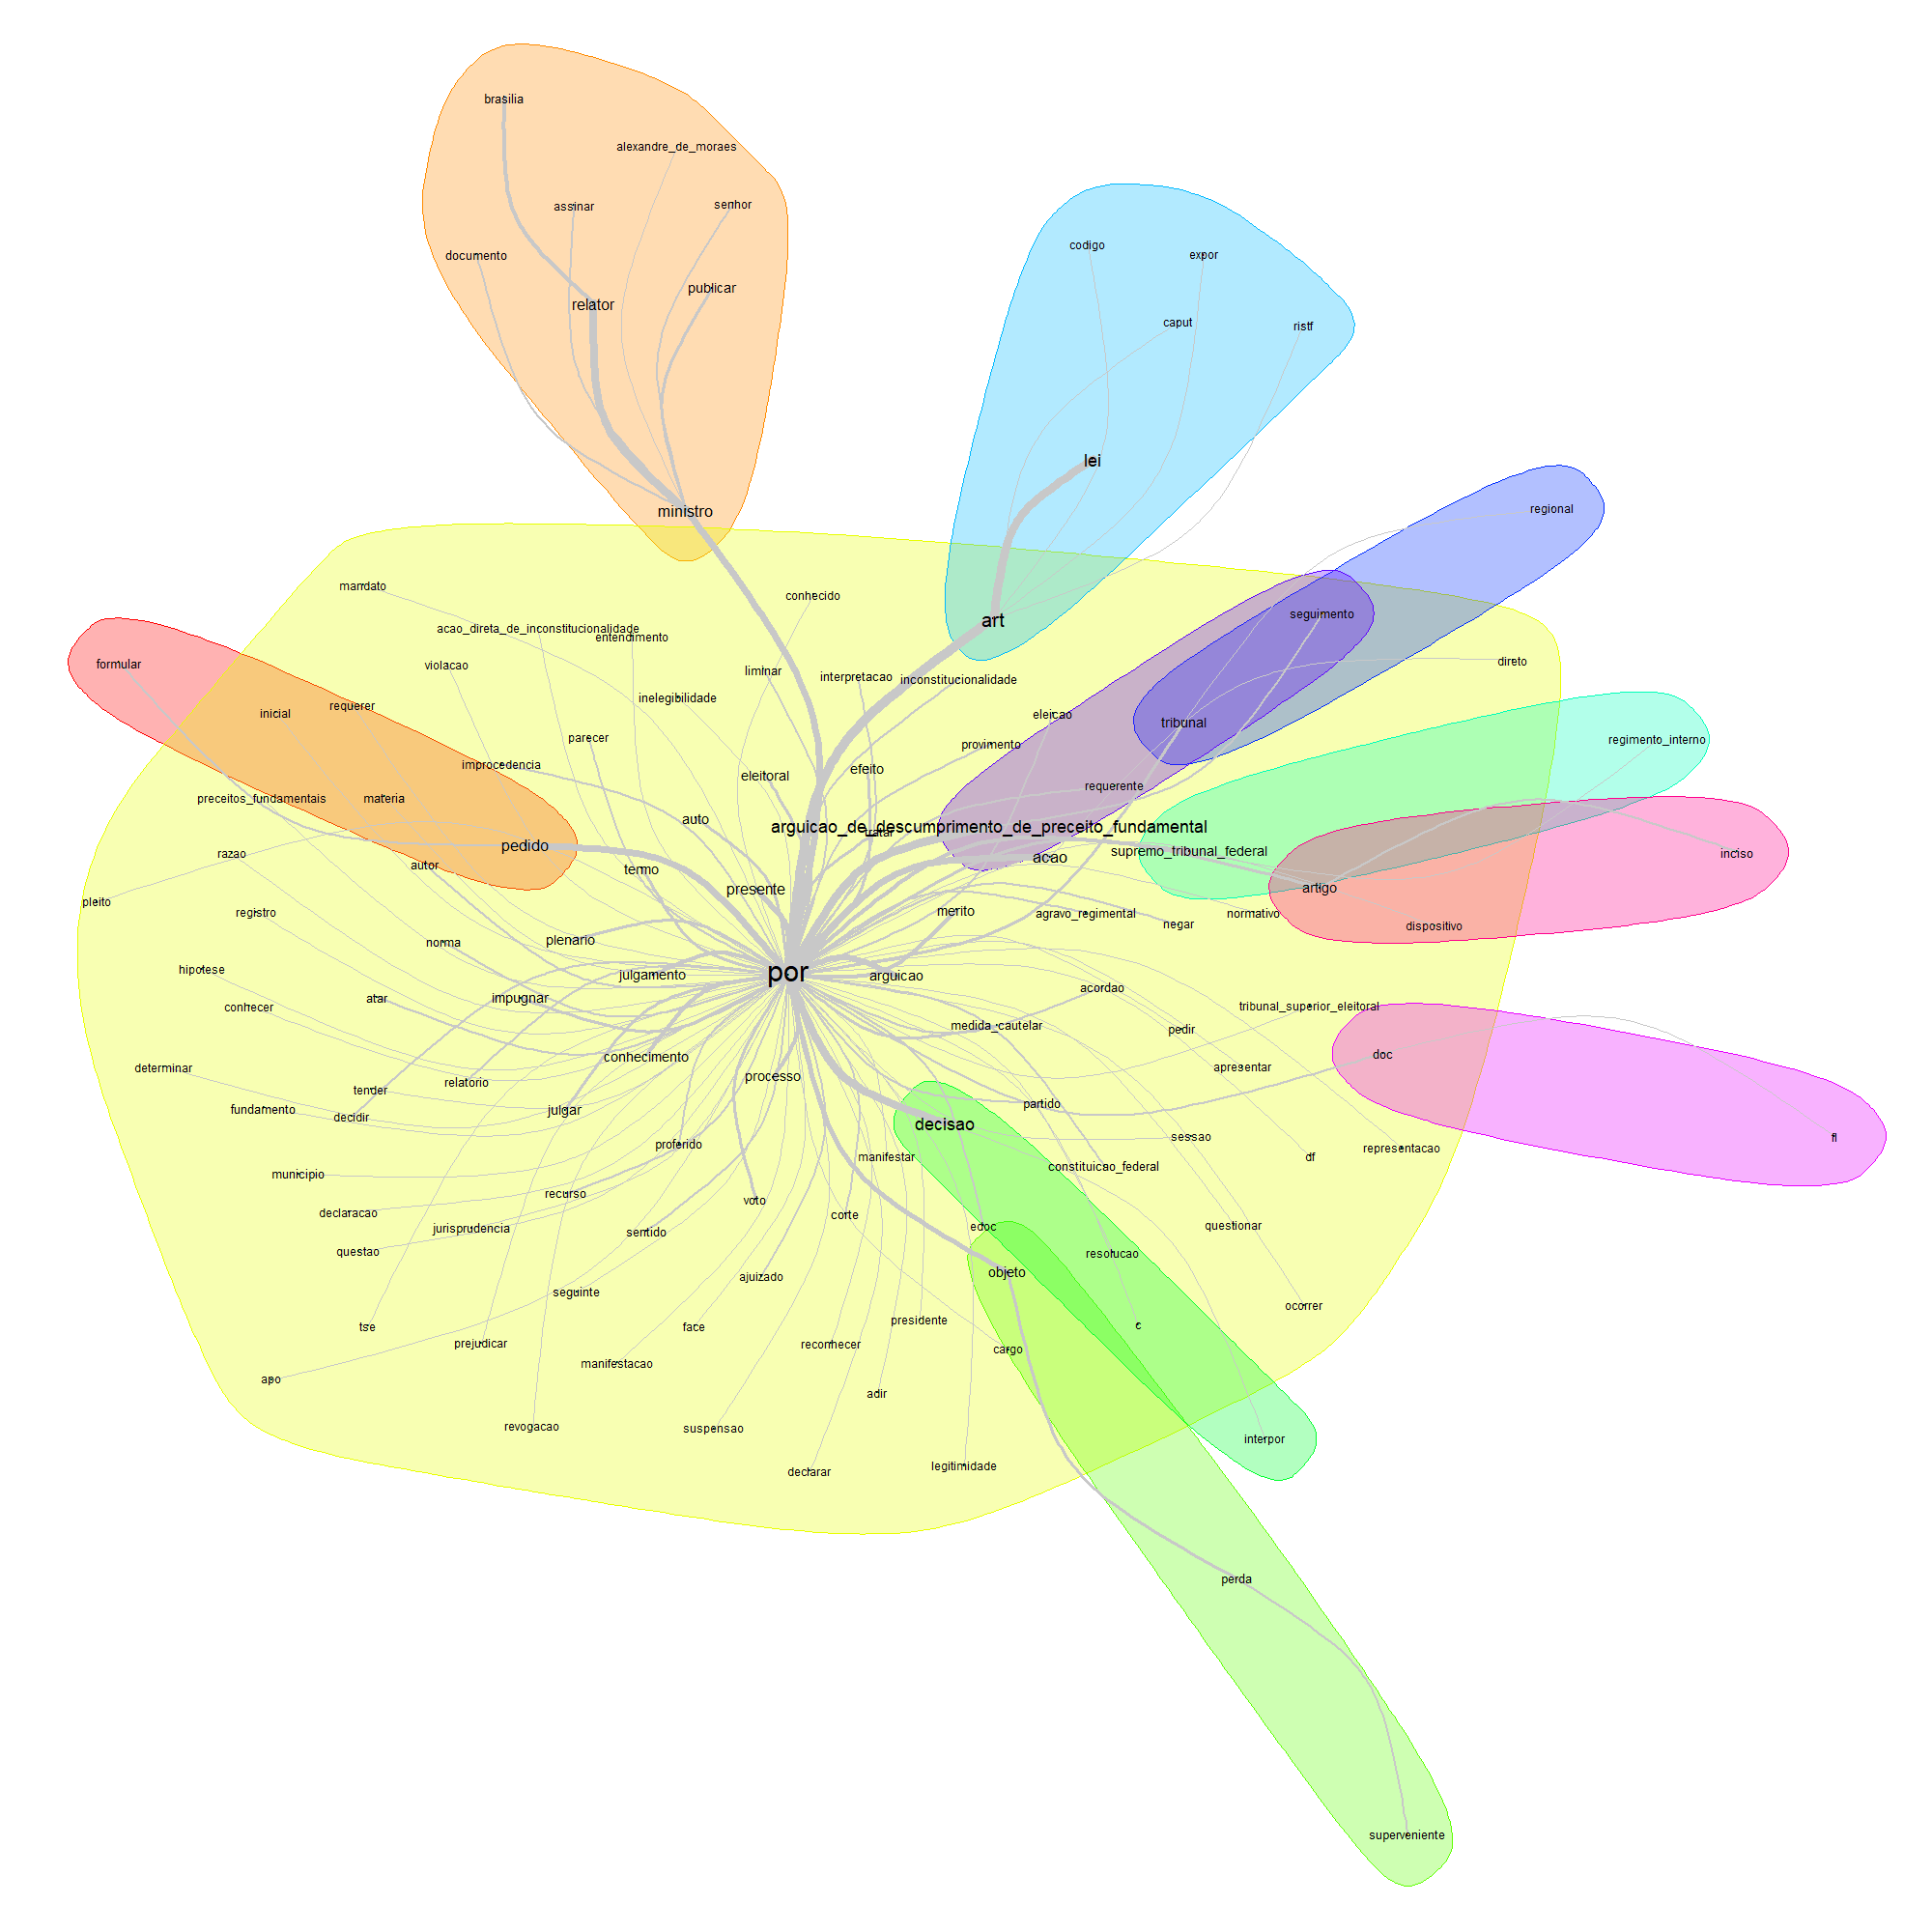 brasilia
alexandre_de_moraes
assinar
senhor
documento
publicar
relator
codigo
expor
caput
ristf
lei
ministro
regional
mandato
conhecido
art
seguimento
acao_direta_de_inconstitucionalidade
entendimento
formular
violacao
liminar
interpretacao
inconstitucionalidade
direto
inelegibilidade
requerer
inicial
eleicao
tribunal
parecer
provimento
regimento_interno
improcedencia
eleitoral
efeito
requerente
preceitos_fundamentais
materia
auto
arguicao_de_descumprimento_de_preceito_fundamental
tratar
pedido
razao
autor
termo
acao
supremo_tribunal_federal
inciso
artigo
presente
pleito
registro
merito
agravo_regimental
normativo
negar
dispositivo
norma
plenario
hipotese
julgamento
por
arguicao
acordao
conhecer
atar
impugnar
tribunal_superior_eleitoral
medida_cautelar
pedir
conhecimento
doc
determinar
tender
relatorio
processo
apresentar
fundamento
decidir
julgar
partido
decisao
proferido
sessao
fl
manifestar
df
representacao
municipio
constituicao_federal
recurso
voto
declaracao
corte
jurisprudencia
sentido
edoc
questionar
questao
resolucao
ajuizado
objeto
seguinte
ocorrer
tse
face
presidente
c
prejudicar
reconhecer
cargo
manifestacao
apo
adir
revogacao
suspensao
interpor
declarar
legitimidade
perda
superveniente